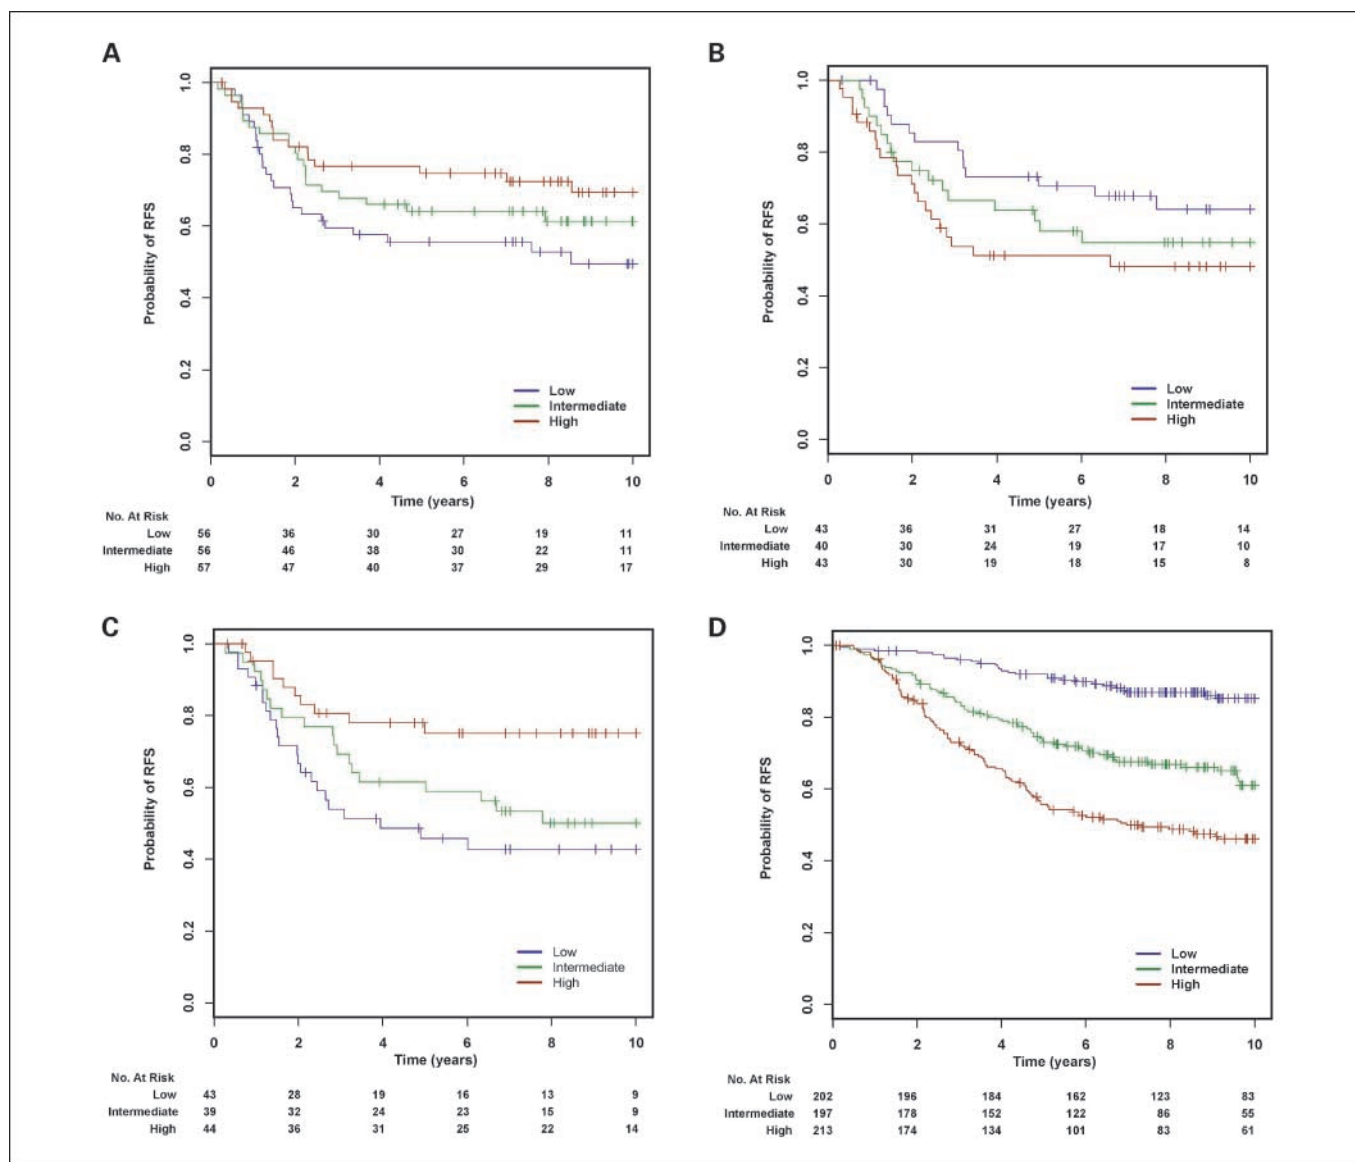 A
Probability of RFS
1.0
0.8
0.6
0.4
0.2
0.0
Low
Intermediate
High
0 2 4 6 8 10
Time (years)
No. At Risk
Low 56 36 30 27 19 11
Intermediate 56 46 38 30 22 11
High 57 47 40 37 29 17
B
Probability of RFS
1.0
0.8
0.6
0.4
0.2
0.0
Low
Intermediate
High
0 2 4 6 8 10
Time (years)
No. At Risk
Low 43 36 31 27 18 14
Intermediate 40 30 24 19 17 10
High 43 30 19 18 15 8
C
Probability of RFS
1.0
0.8
0.6
0.4
0.2
0.0
Low
Intermediate
High
0 2 4 6 8 10
Time (years)
No. At Risk
Low 43 28 19 16 13 9
Intermediate 39 32 24 23 15 9
High 44 36 31 25 22 14
D
Probability of RFS
1.0
0.8
0.6
0.4
0.2
0.0
Low
Intermediate
High
0 2 4 6 8 10
Time (years)
No. At Risk
Low 202 196 184 162 123 83
Intermediate 197 178 152 122 86 55
High 213 174 134 101 83 61